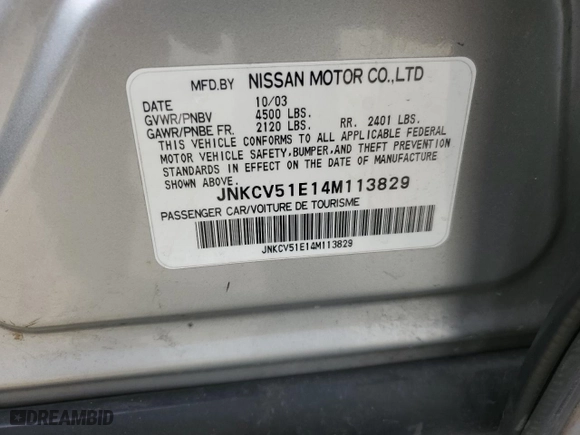 MFD.BY NISSAN MOTOR CO.,LTD
DATE 10/03
GVWR/PNBV 4500 LBS.
GAWR/PNBE FR. 2120 LBS. RR. 2401 LBS.
THIS VEHICLE CONFORMS TO ALL APPLICABLE FEDERAL
MOTOR VEHICLE SAFETY,BUMPER,AND THEFT PREVENTION
STANDARDS IN EFFECT ON THE DATE OF MANUFACTURE
SHOWN ABOVE. JNKCV51E14M113829
PASSENGER CAR/VOITURE DE TOURISME
JNKCV51E14M113829
DREAMBID